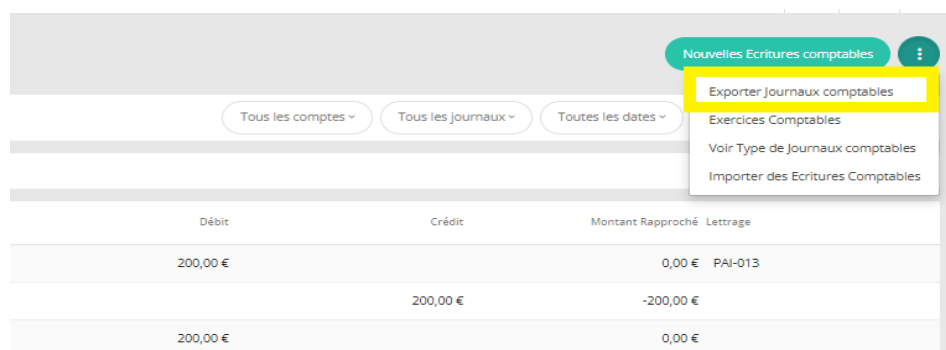 Nouvelles Ecritures comptables
Exporter Journaux comptables
Tous les comptes Tous les journaux Toutes les dates
Exercices Comptables
Voir Type de Journaux comptables
Importer des Ecritures Comptables
Débit Crédit Montant Rapproché Lettrage
200,00 € 0,00 € PAI-013
200,00 € -200,00 €
200,00 € 0,00 €